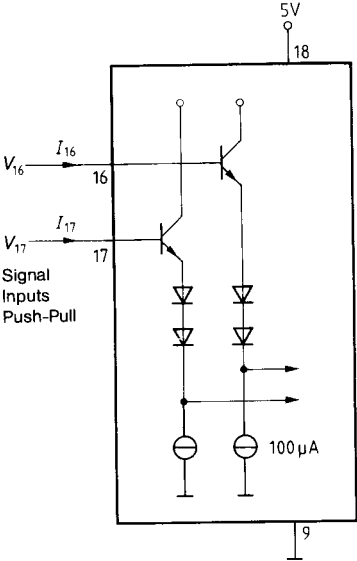 5V
18
I16
V16
16
I17
V17
17
Signal
Inputs
Push-Pull
100 μA
9